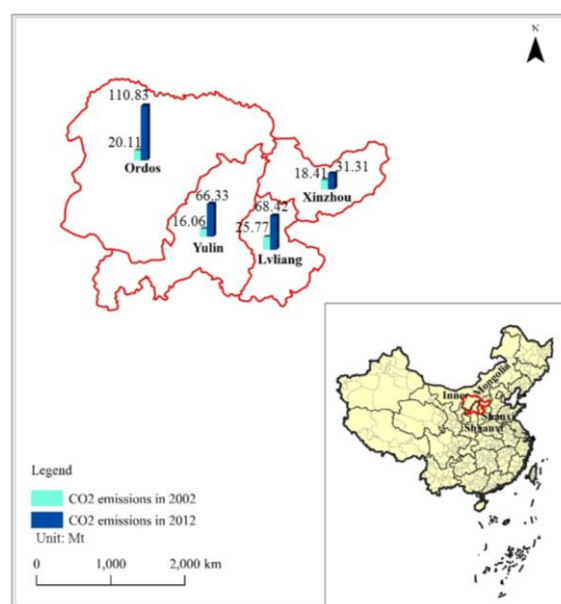 N
110.83
20.11
Ordos
18.41
31.31
Xinzhou
66.33
16.06
Yulin
68.42
25.77
Lvliang
Inner Mongolia
Shanxi
Shaanxi
Legend
CO2 emissions in 2002
CO2 emissions in 2012
Unit: Mt
0 1,000 2,000 km